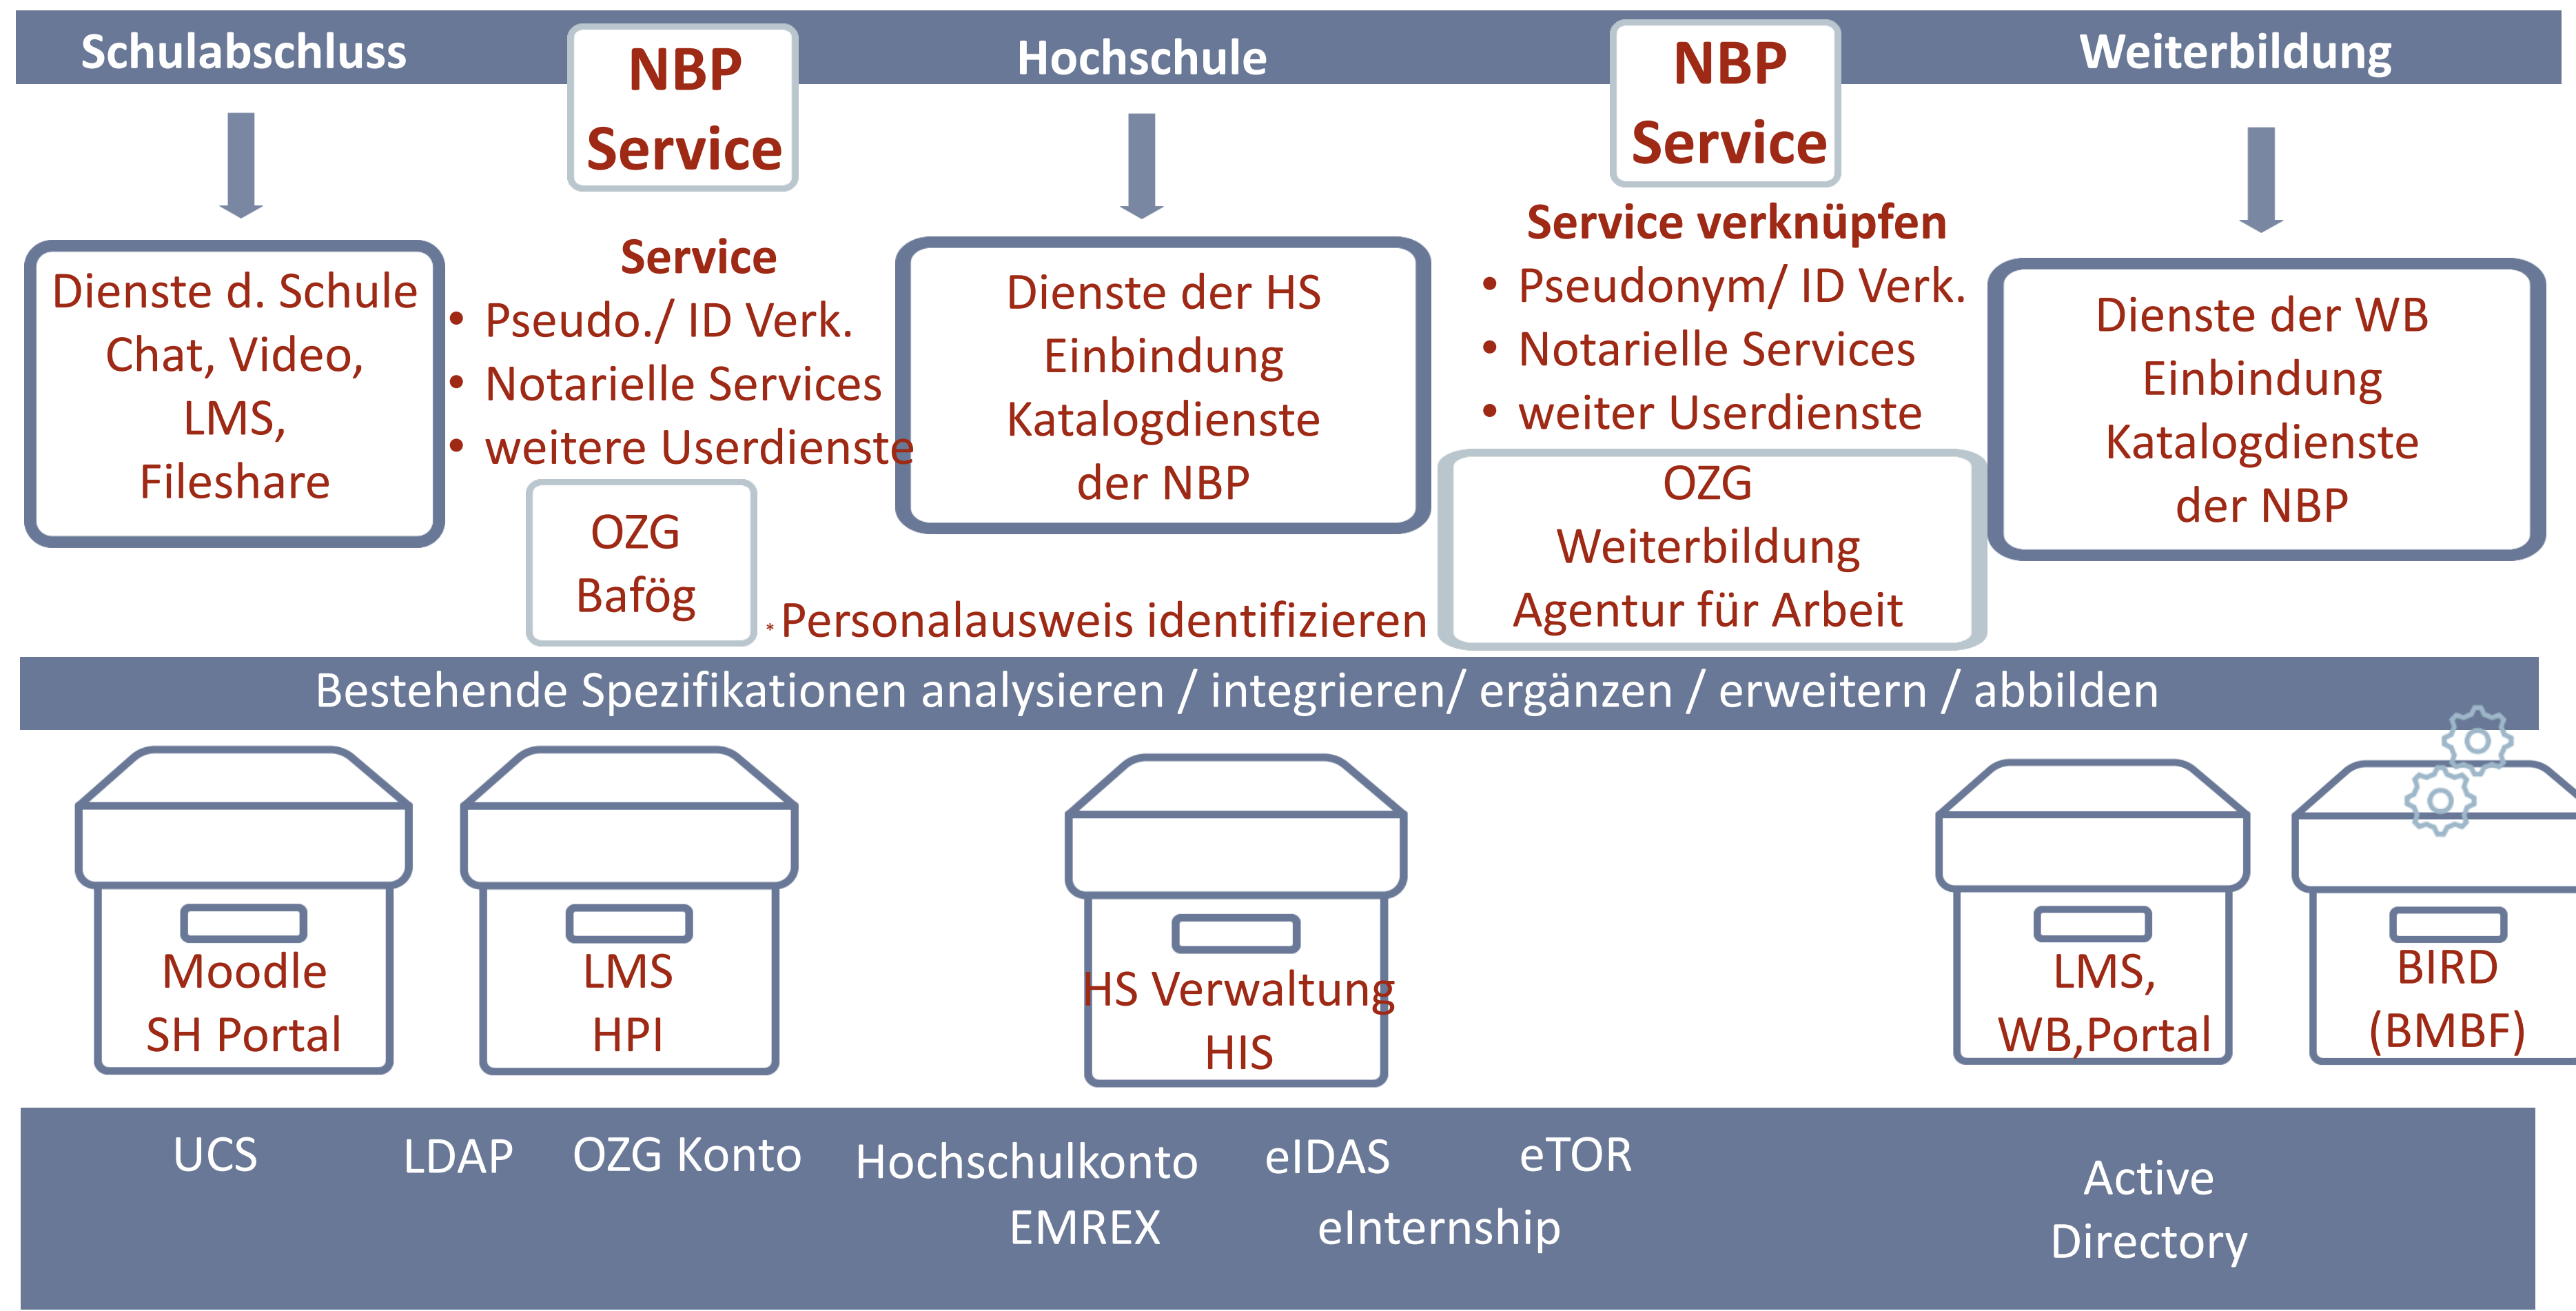 Schulabschluss
NBP
Service
Hochschule
NBP
Service
Weiterbildung
Dienste d. Schule
Chat, Video,
LMS,
Fileshare
Service
• Pseudo./ ID Verk.
• Notarielle Services
• weitere Userdienste
OZG
Bafög
Dienste der HS
Einbindung
Katalogdienste
der NBP
*Personalausweis identifizieren
Service verknüpfen
• Pseudonym/ ID Verk.
• Notarielle Services
• weiter Userdienste
OZG
Weiterbildung
Agentur für Arbeit
Dienste der WB
Einbindung
Katalogdienste
der NBP
Bestehende Spezifikationen analysieren / integrieren/ ergänzen / erweitern / abbilden
Moodle
SH Portal
LMS
HPI
HS Verwaltung
HIS
LMS,
WB,Portal
BIRD
(BMBF)
UCS
LDAP
OZG Konto
Hochschulkonto
eIDAS
eTOR
EMREX
eInternship
Active
Directory